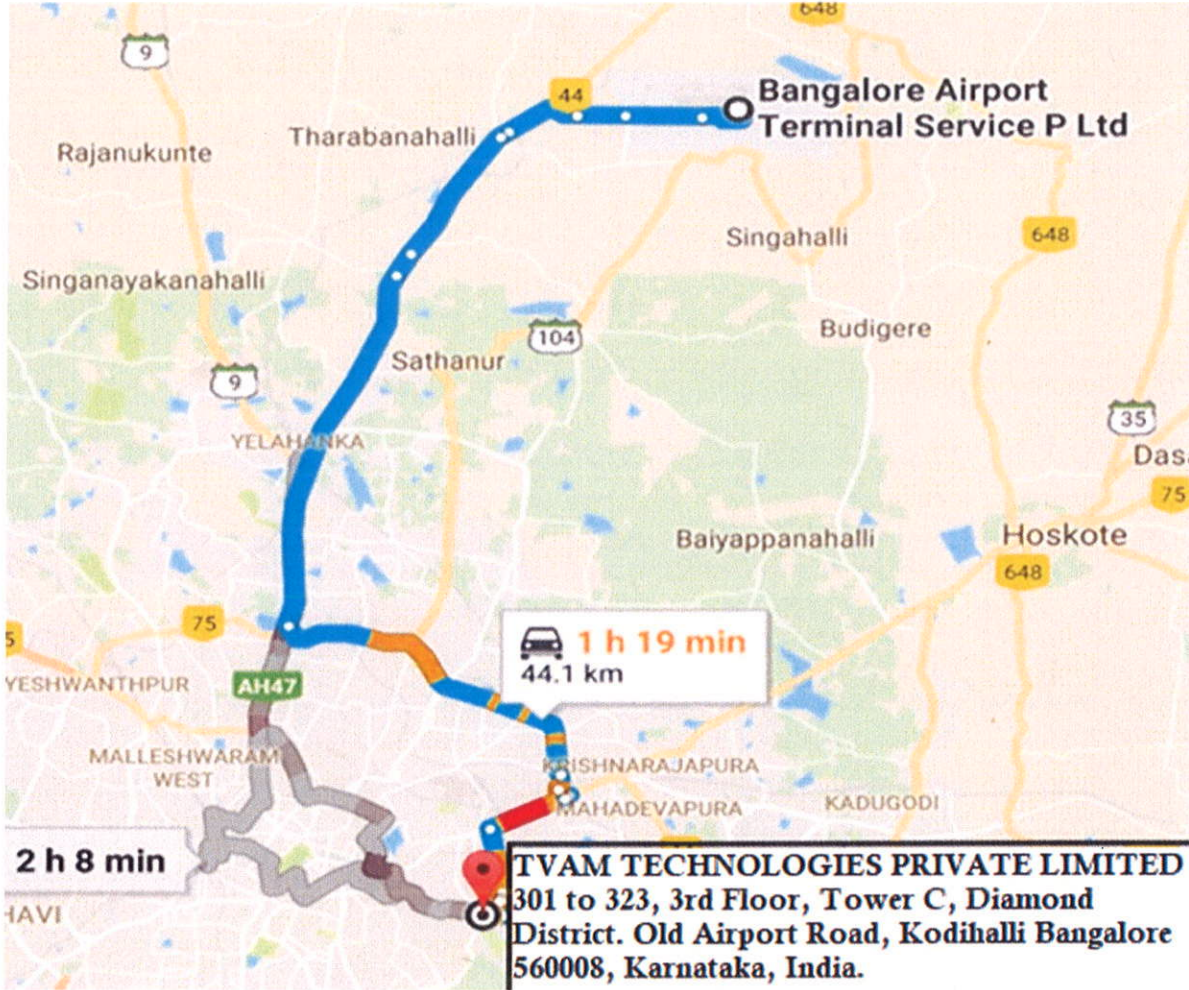 648
9
44
Bangalore Airport
Terminal Service P Ltd
Tharabanahalli
Rajanukunte
Singahalli
648
Singanayakanahalli
Budigere
104
Sathanur
9
35
YELAHANKA
Das
75
Baiyappanahalli
Hoskote
648
75
5
1 h 19 min
44.1 km
YESHWANTHPUR
AH47
MALLESHWARAM
WEST
KRISHNARAJAPURA
MAHADEVAPURA
KADUGODI
2 h 8 min
HAVI
TVAM TECHNOLOGIES PRIVATE LIMITED
301 to 323, 3rd Floor, Tower C, Diamond
District. Old Airport Road, Kodihalli Bangalore
560008, Karnataka, India.